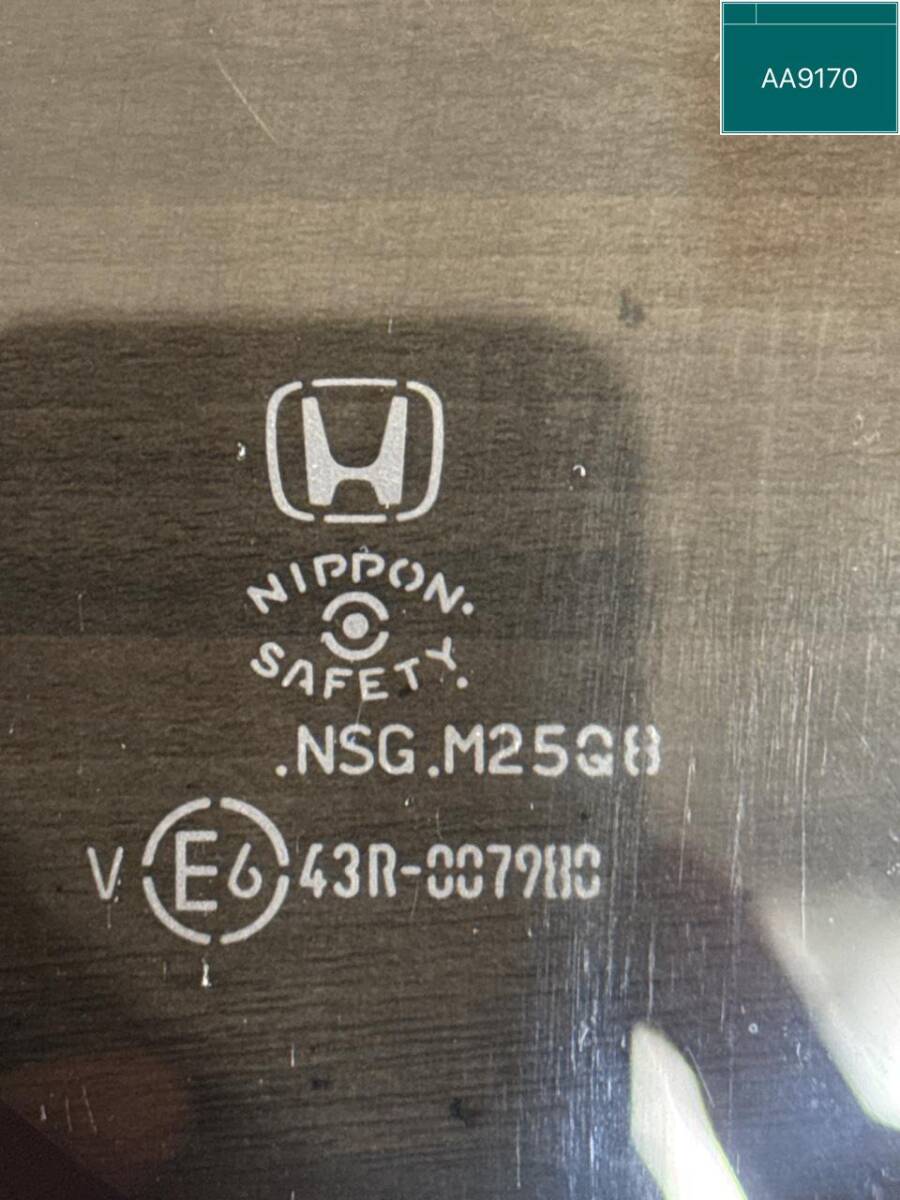 AA9170
NIPPON.
SAFETY.
.NSG.M25Q8
V E6 43R-007980